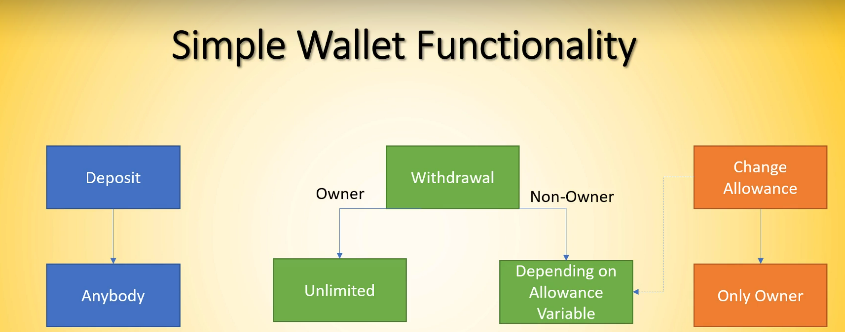 Simple Wallet Functionality
Deposit
Withdrawal
Change
Allowance
Owner
Non-Owner
Anybody
Unlimited
Depending on
Allowance
Variable
Only Owner